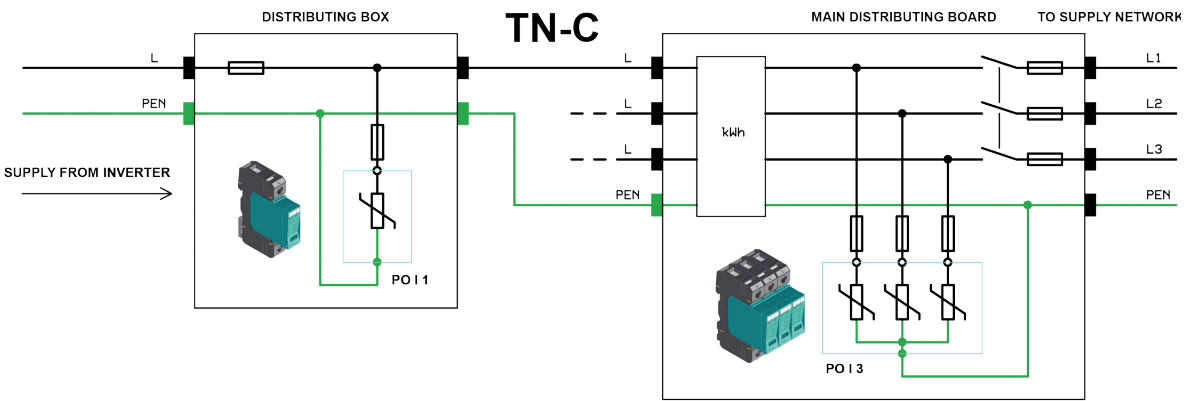 DISTRIBUTING BOX
TN-C
MAIN DISTRIBUTING BOARD
TO SUPPLY NETWORK
L
L
L1
PEN
L
L2
kWh
L
L3
SUPPLY FROM INVERTER
PEN
PEN
PO I 1
PO I 3